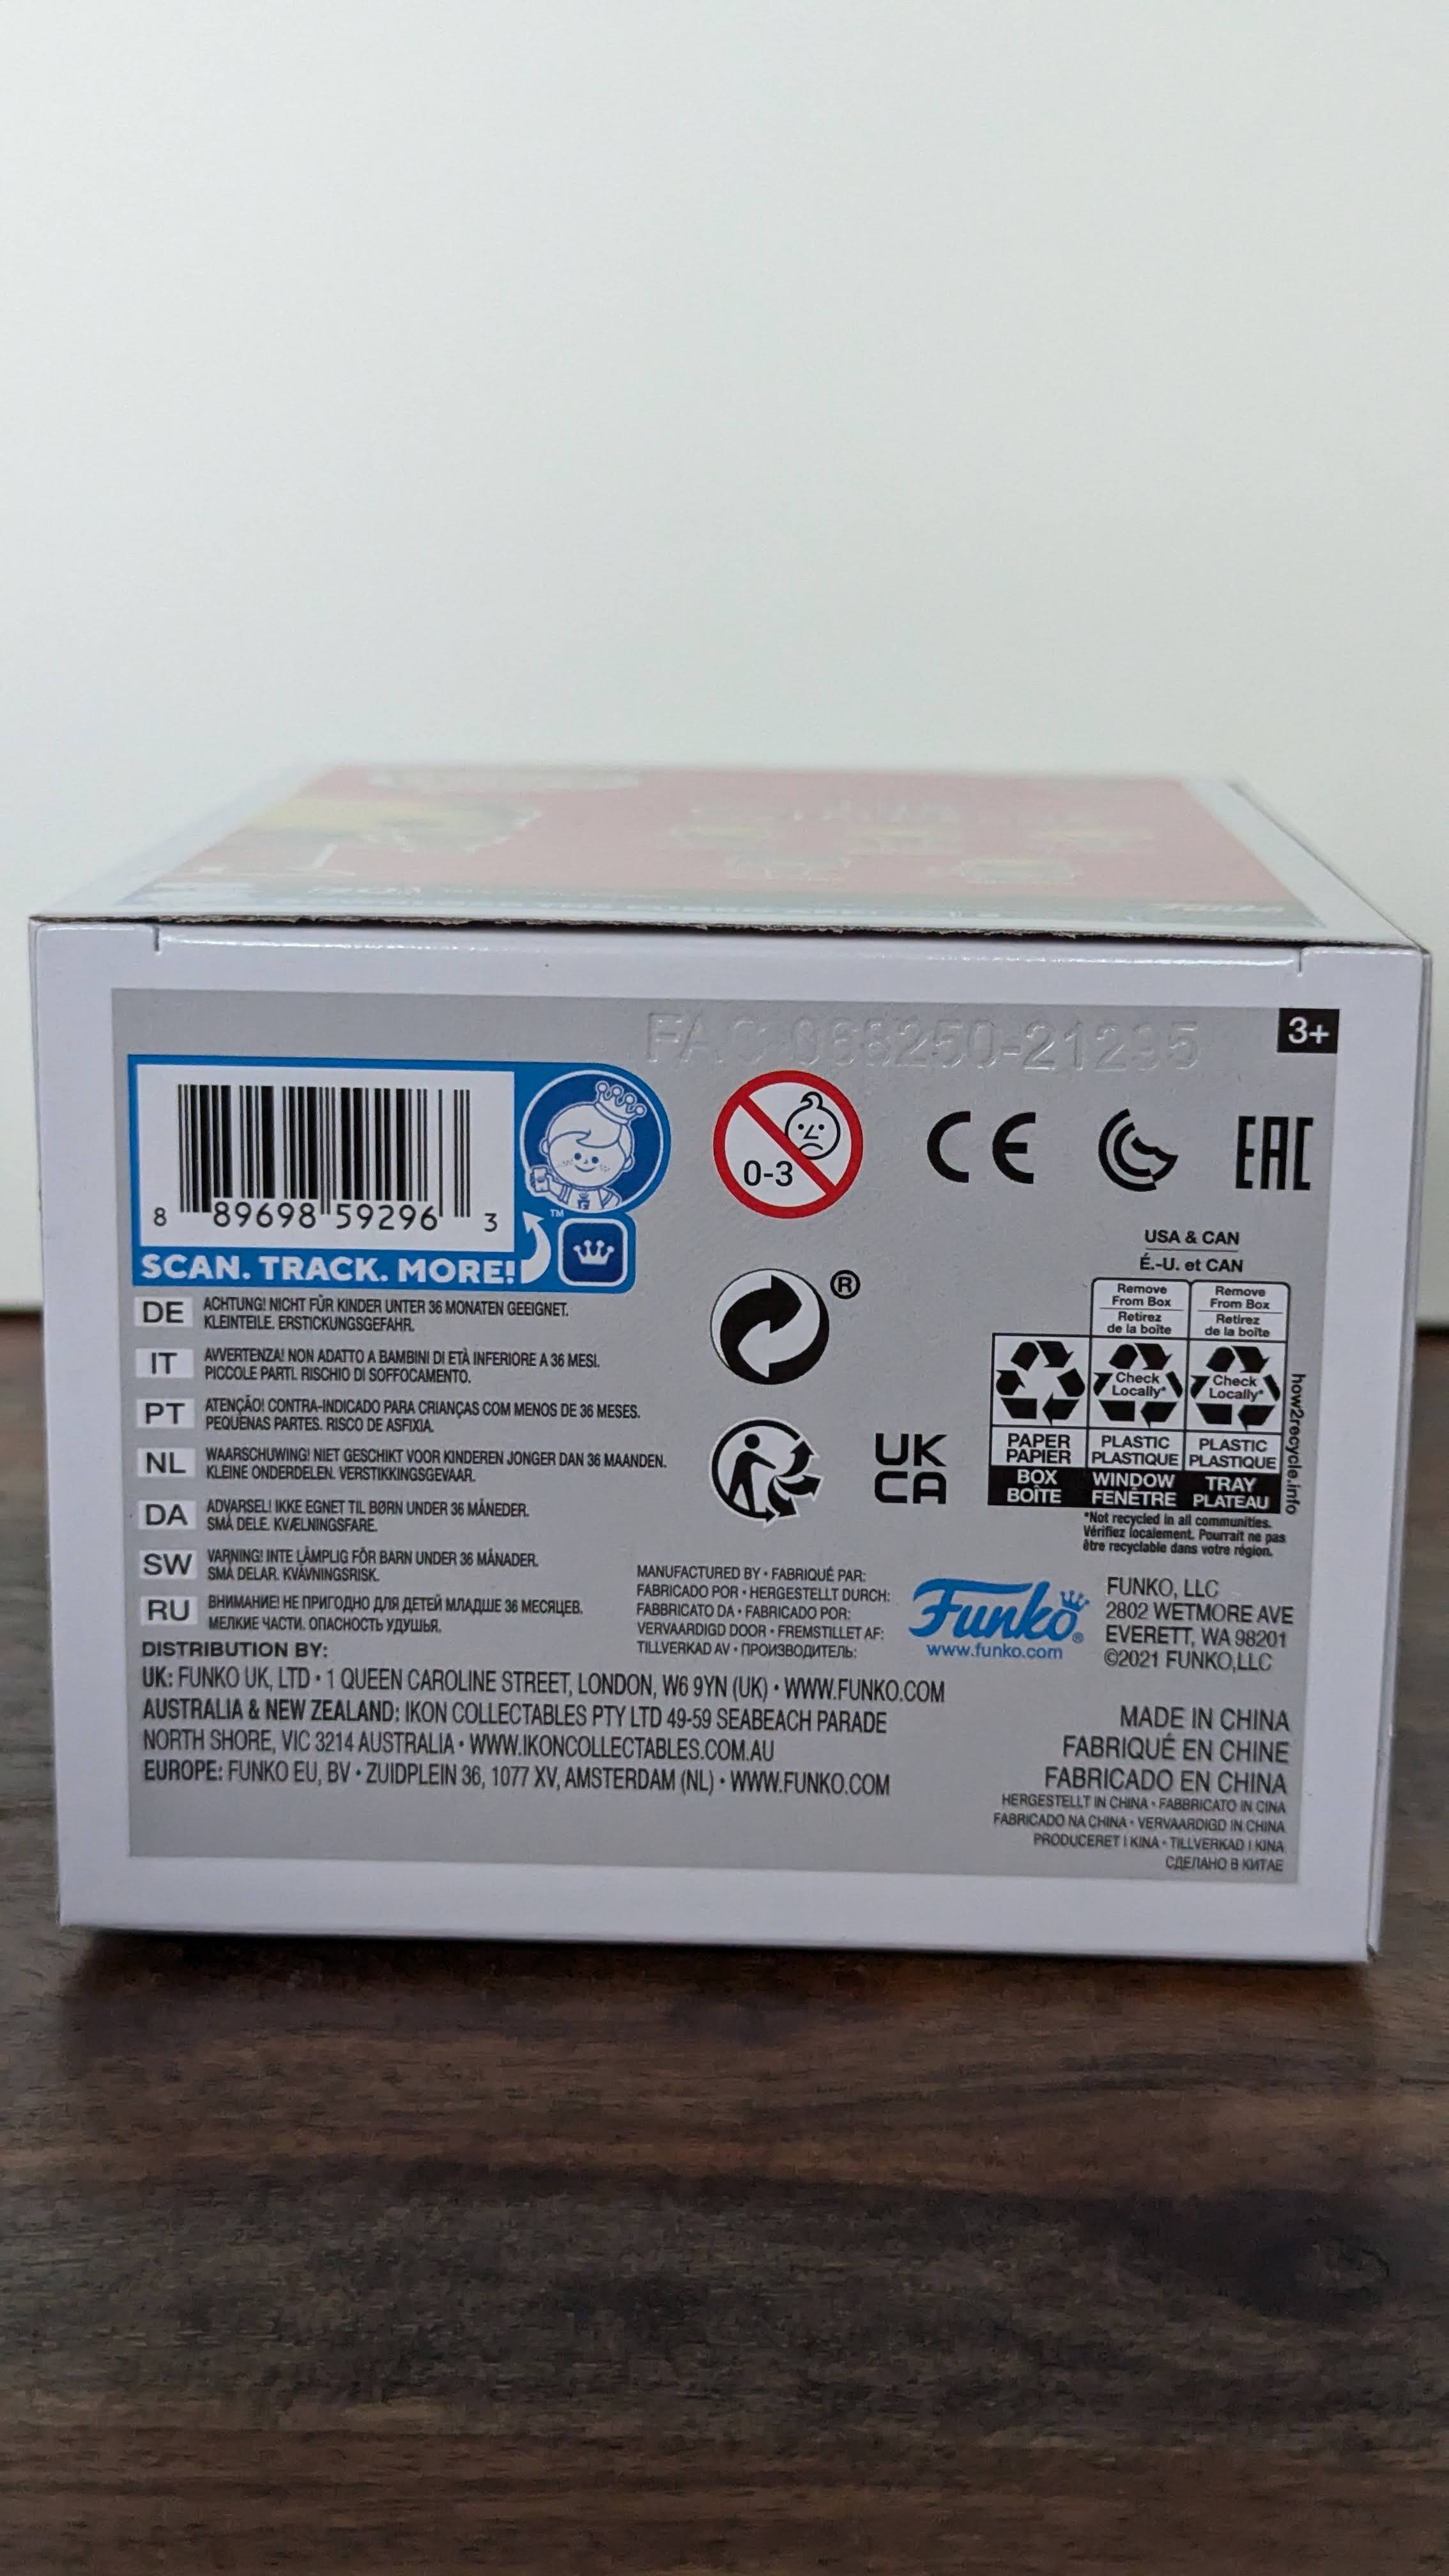 FAC-066250-21295
3+
8 89698 59296 3
™
SCAN. TRACK. MORE!
0-3
CE
EAC
®
UK
CA
USA & CAN
É.-U. et CAN
Remove
From Box
Retirez
de la boîte
Remove
From Box
Retirez
de la boîte
Check
Locally*
Check
Locally*
PAPER
PAPIER
PLASTIC
PLASTIQUE
PLASTIC
PLASTIQUE
BOX
BOÎTE
WINDOW
FENÊTRE
TRAY
PLATEAU
how2recycle.info
*Not recycled in all communities.
Vérifiez localement. Pourrait ne pas
être recyclable dans votre région.
DE ACHTUNG! NICHT FÜR KINDER UNTER 36 MONATEN GEEIGNET.
KLEINTEILE. ERSTICKUNGSGEFAHR.
IT AVVERTENZA! NON ADATTO A BAMBINI DI ETÀ INFERIORE A 36 MESI.
PICCOLE PARTI. RISCHIO DI SOFFOCAMENTO.
PT ATENÇÃO! CONTRA-INDICADO PARA CRIANÇAS COM MENOS DE 36 MESES.
PEQUENAS PARTES. RISCO DE ASFIXIA.
NL WAARSCHUWING! NIET GESCHIKT VOOR KINDEREN JONGER DAN 36 MAANDEN.
KLEINE ONDERDELEN. VERSTIKKINGSGEVAAR.
DA ADVARSEL! IKKE EGNET TIL BØRN UNDER 36 MÅNEDER.
SMÅ DELE. KVÆLNINGSFARE.
SW VARNING! INTE LÄMPLIG FÖR BARN UNDER 36 MÅNADER.
SMÅ DELAR. KVÄVNINGSRISK.
RU ВНИМАНИЕ! НЕ ПРИГОДНО ДЛЯ ДЕТЕЙ МЛАДШЕ 36 МЕСЯЦЕВ.
МЕЛКИЕ ЧАСТИ. ОПАСНОСТЬ УДУШЬЯ.
MANUFACTURED BY • FABRIQUÉ PAR:
FABRICADO POR • HERGESTELLT DURCH:
FABBRICATO DA • FABRICADO POR:
VERVAARDIGD DOOR • FREMSTILLET AF:
TILLVERKAD AV • ПРОИЗВОДИТЕЛЬ:
Funko®
www.funko.com
FUNKO, LLC
2802 WETMORE AVE
EVERETT, WA 98201
©2021 FUNKO,LLC
DISTRIBUTION BY:
UK: FUNKO UK, LTD • 1 QUEEN CAROLINE STREET, LONDON, W6 9YN (UK) • WWW.FUNKO.COM
AUSTRALIA & NEW ZEALAND: IKON COLLECTABLES PTY LTD 49-59 SEABEACH PARADE
NORTH SHORE, VIC 3214 AUSTRALIA • WWW.IKONCOLLECTABLES.COM.AU
EUROPE: FUNKO EU, BV • ZUIDPLEIN 36, 1077 XV, AMSTERDAM (NL) • WWW.FUNKO.COM
MADE IN CHINA
FABRIQUÉ EN CHINE
FABRICADO EN CHINA
HERGESTELLT IN CHINA • FABBRICATO IN CINA
FABRICADO NA CHINA • VERVAARDIGD IN CHINA
PRODUCERET I KINA • TILLVERKAD I KINA
СДЕЛАНО В КИТАЕ